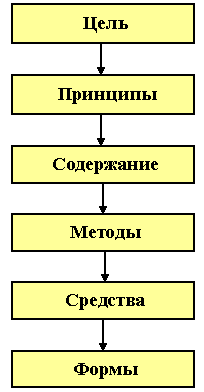 Цель
Принципы
Содержание
Методы
Средства
Формы